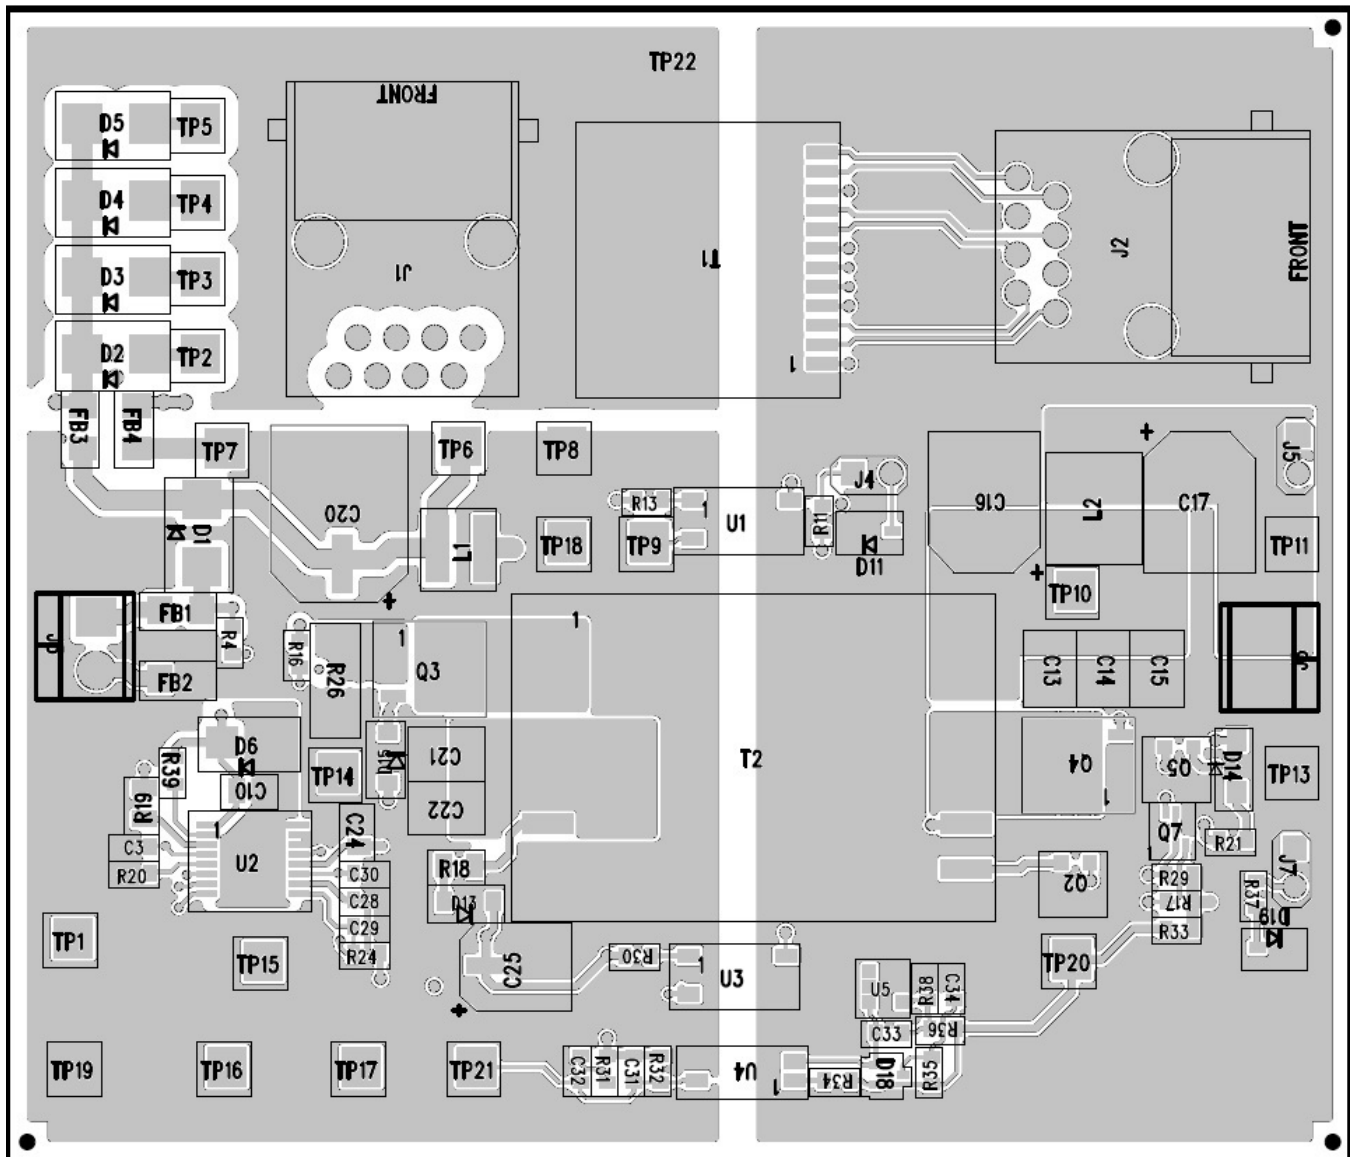 TP22
FRONT
D5
TP5
D4
TP4
D3
TP3
D2
TP2
J1
T1
1
J2
FRONT
FB3
FB4
TP7
TP6
TP8
D1
C20
+
L1
TP18
R13
TP9
1
U1
R11
J4
D11
C16
+
L2
+
C17
J5
TP11
TP10
FB1
R4
FB2
R16
R26
1
Q3
1
C13
C14
C15
T2
D6
R39
C10
TP14
C21
C22
R19
C3
R20
1
U2
C24
C30
C28
C29
R24
R18
D13
Q4
1
Q5
D14
TP13
Q7
1
R21
J7
Q2
R29
R17
R33
R37
D19
TP1
TP15
C25
+
R30
1
U3
U5
R38
C34
C33
R36
TP20
TP19
TP16
TP17
TP21
C32
R31
C31
R32
U4
1
R34
D18
R35